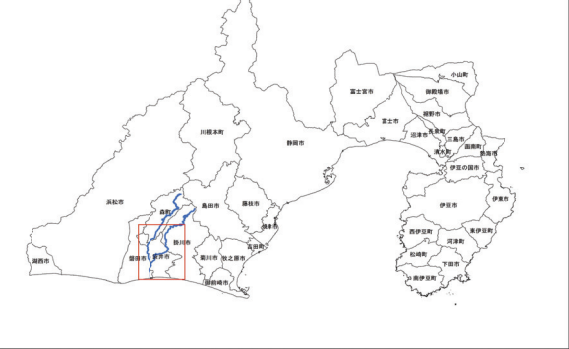 小山町
富士宮市
御殿場市
裾野市
富士市
川根本町
沼津市
長泉町
三島市
静岡市
函南町
清水町
熱海市
伊豆の国市
浜松市
島田市
藤枝市
伊豆市
伊東市
森町
焼津市
西伊豆町
東伊豆町
掛川市
河津町
吉田町
磐田市
袋井市
菊川市
牧之原市
松崎町
湖西市
下田市
御前崎市
南伊豆町